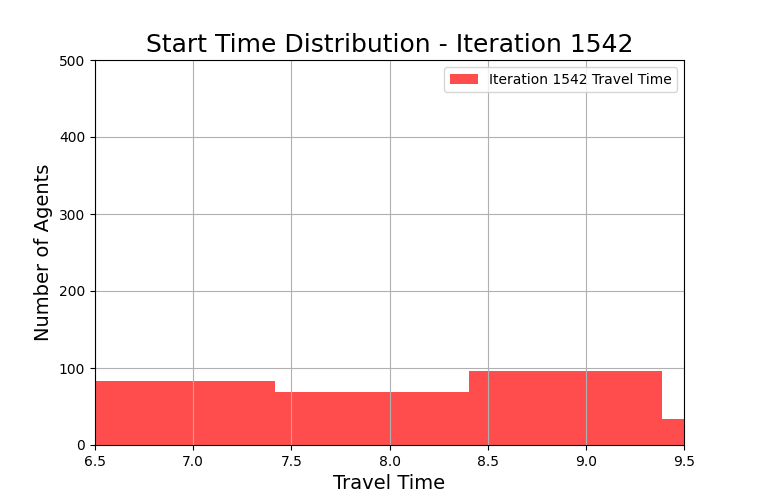 Start Time Distribution - Iteration 1542
Iteration 1542 Travel Time
Number of Agents
500
400
300
200
100
0
6.5 7.0 7.5 8.0 8.5 9.0 9.5
Travel Time